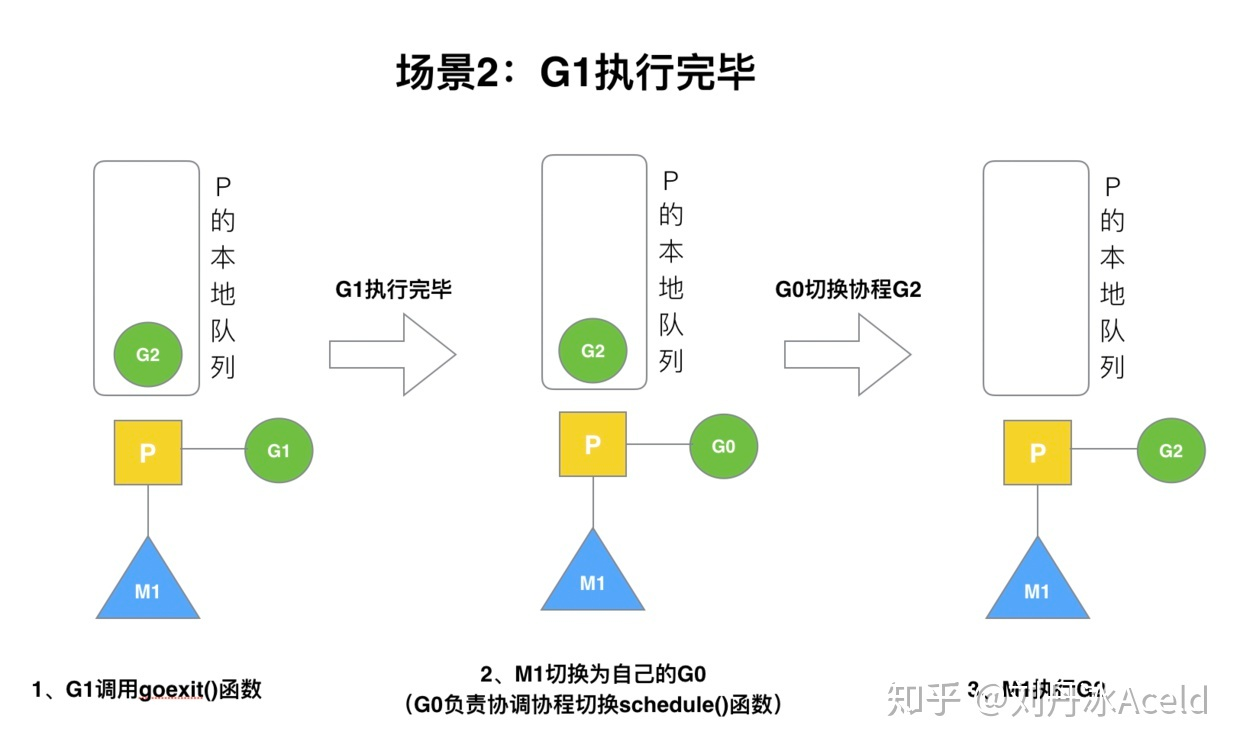 场景2：G1执行完毕
P的本地队列
G2
P
G1
M1
G1执行完毕
P的本地队列
G2
P
G0
M1
G0切换协程G2
P的本地队列
P
G2
M1
1、G1调用goexit()函数
2、M1切换为自己的G0
（G0负责协调协程切换schedule()函数）
3、M1执行G2
知乎 @刘丹冰Aceld